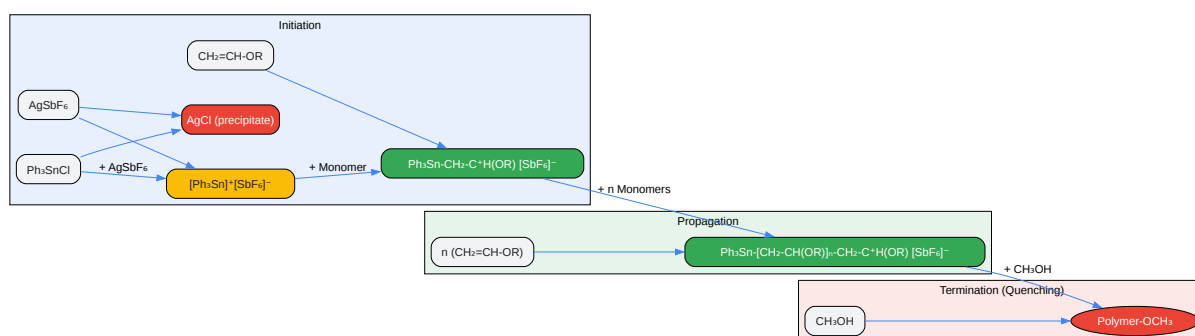 Initiation
CH₂=CH-OR
AgSbF₆
AgCl (precipitate)
Ph₃SnCl
+ AgSbF₆
[Ph₃Sn]⁺[SbF₆]⁻
+ Monomer
Ph₃Sn-CH₂-C⁺H(OR) [SbF₆]⁻
+ n Monomers
Propagation
n (CH₂=CH-OR)
Ph₃Sn-[CH₂-CH(OR)]ₙ-CH₂-C⁺H(OR) [SbF₆]⁻
+ CH₃OH
Termination (Quenching)
CH₃OH
Polymer-OCH₃